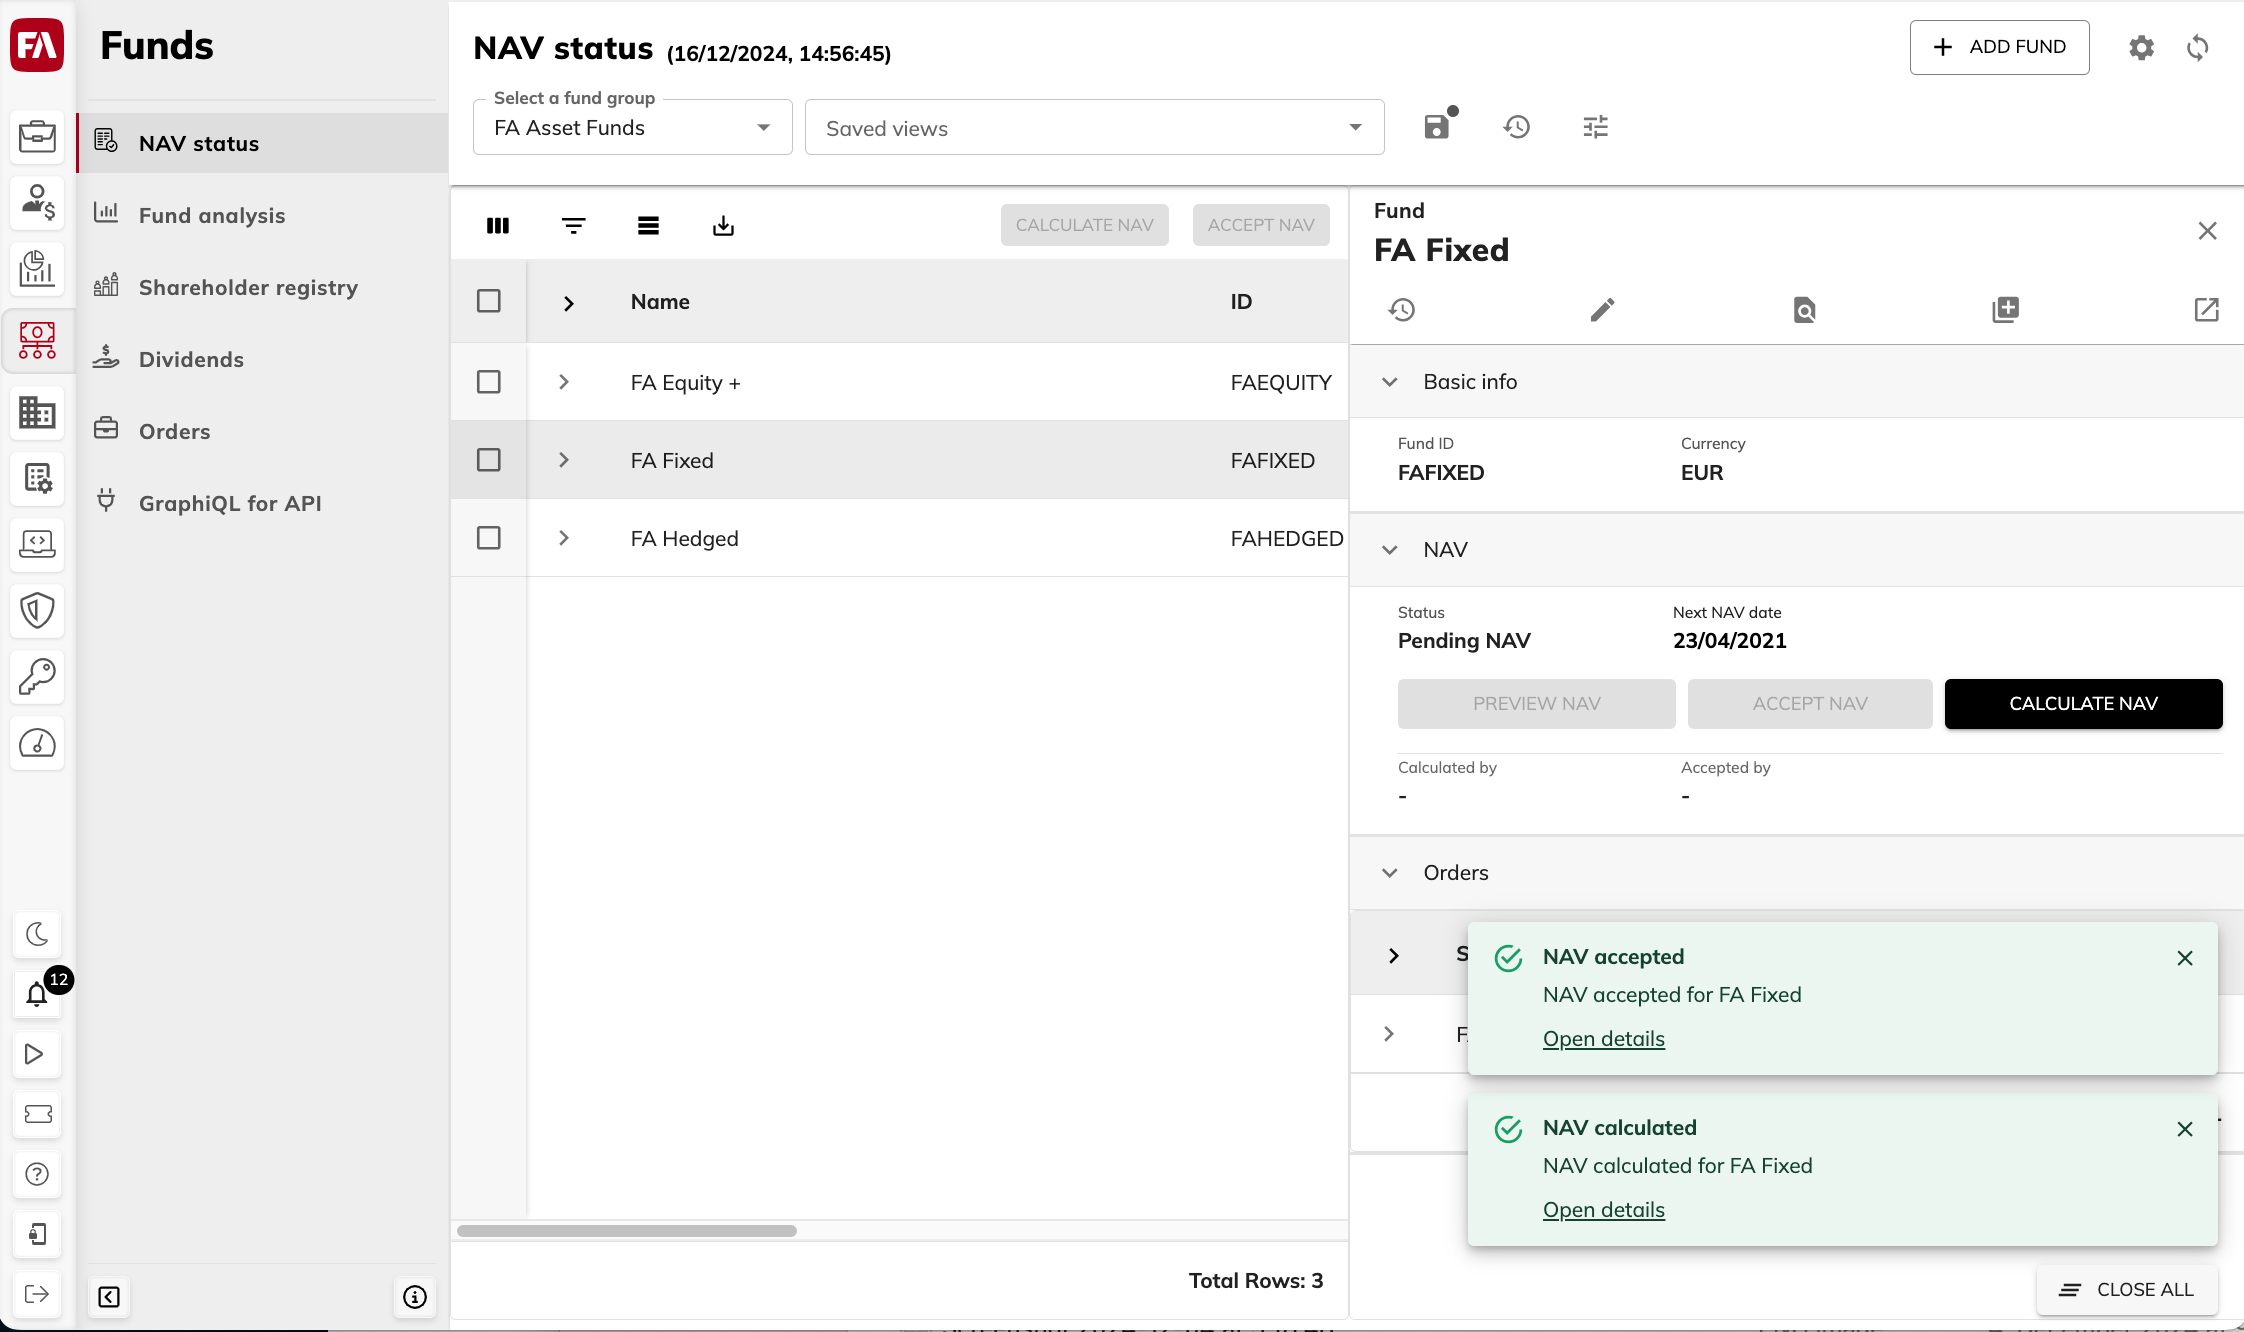 FA
Funds
NAV status
Fund analysis
Shareholder registry
Dividends
Orders
GraphiQL for API
12
NAV status (16/12/2024, 14:56:45)
ADD FUND
Select a fund group
FA Asset Funds
Saved views
CALCULATE NAV ACCEPT NAV
Name ID
FA Equity + FAEQUITY
FA Fixed FAFIXED
FA Hedged FAHEDGED
Total Rows: 3
Fund
FA Fixed
Basic info
Fund ID Currency
FAFIXED EUR
NAV
Status Next NAV date
Pending NAV 23/04/2021
PREVIEW NAV ACCEPT NAV CALCULATE NAV
Calculated by Accepted by
- -
Orders
NAV accepted
NAV accepted for FA Fixed
Open details
NAV calculated
NAV calculated for FA Fixed
Open details
CLOSE ALL